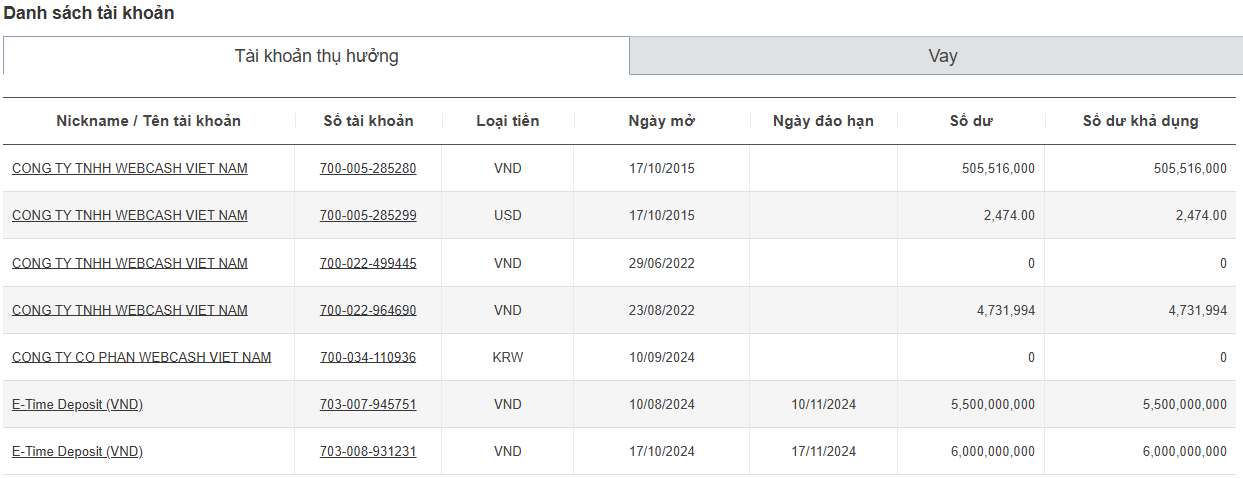 Danh sách tài khoản
Tài khoản thụ hưởng Vay
Nickname / Tên tài khoản Số tài khoản Loại tiền Ngày mở Ngày đáo hạn Số dư Số dư khả dụng
CONG TY TNHH WEBCASH VIET NAM 700-005-285280 VND 17/10/2015 505,516,000 505,516,000
CONG TY TNHH WEBCASH VIET NAM 700-005-285299 USD 17/10/2015 2,474.00 2,474.00
CONG TY TNHH WEBCASH VIET NAM 700-022-499445 VND 29/06/2022 0 0
CONG TY TNHH WEBCASH VIET NAM 700-022-964690 VND 23/08/2022 4,731,994 4,731,994
CONG TY CO PHAN WEBCASH VIET NAM 700-034-110936 KRW 10/09/2024 0 0
E-Time Deposit (VND) 703-007-945751 VND 10/08/2024 10/11/2024 5,500,000,000 5,500,000,000
E-Time Deposit (VND) 703-008-931231 VND 17/10/2024 17/11/2024 6,000,000,000 6,000,000,000